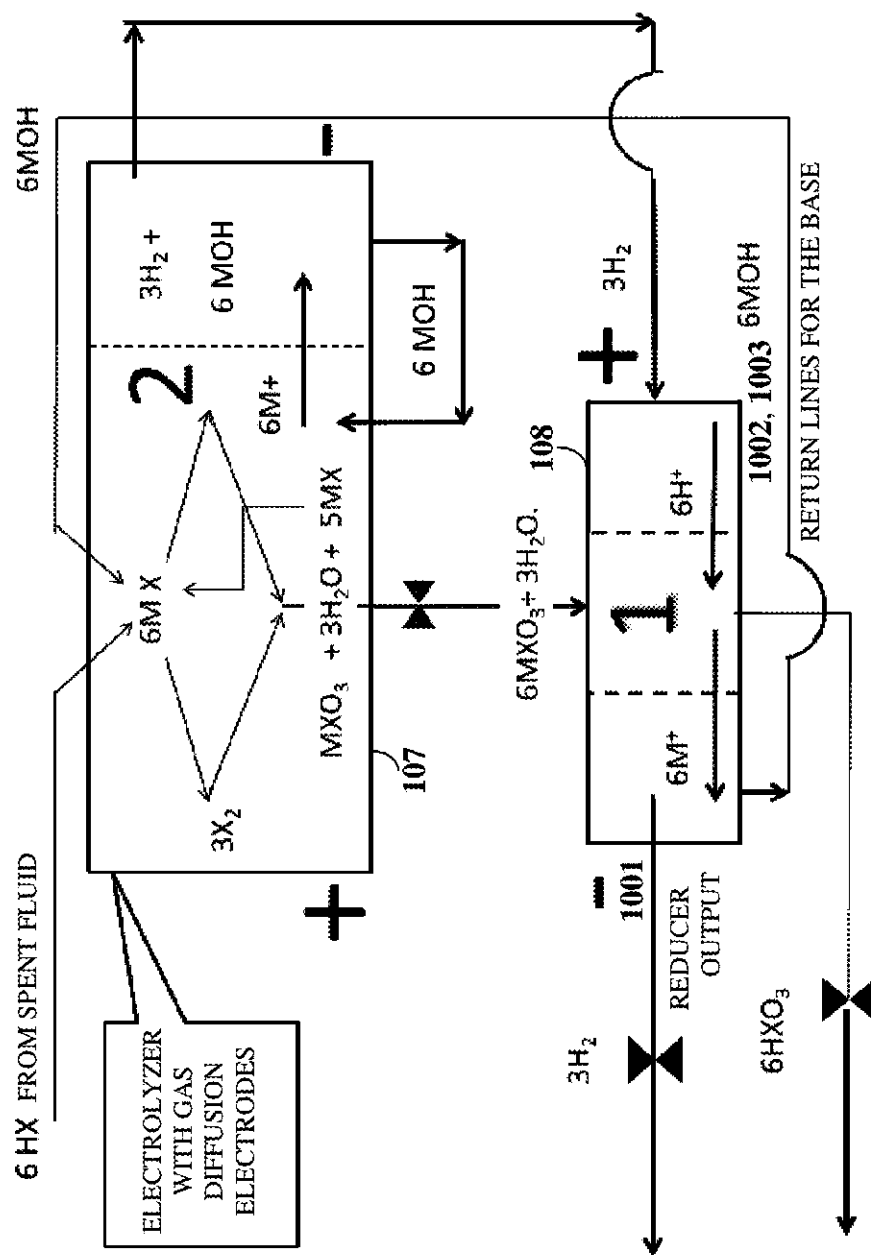 6 HX FROM SPENT FLUID
6MOH
ELECTROLYZER
WITH GAS
DIFFUSION
ELECTRODES
6M X
3X₂
2
3H₂ +
6 MOH
6M+
MXO₃ + 3H₂O + 5MX
+
-
107
6 MOH
6MXO₃ + 3H₂O.
108
3H₂
+
-
1001
REDUCER
OUTPUT
6M⁺
1
6H⁺
1002, 1003
6MOH
RETURN LINES FOR THE BASE
3H₂
6HXO₃